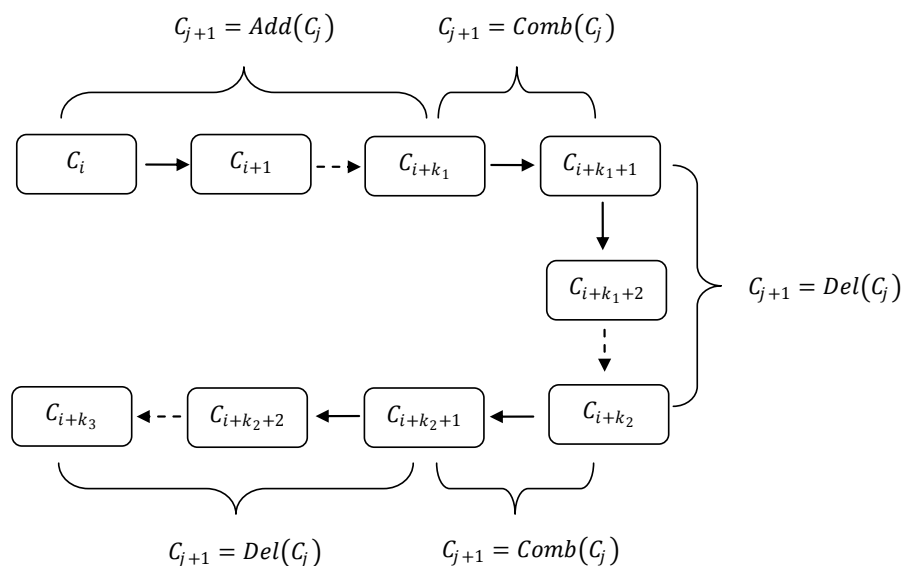 C_{j+1} = Add(C_j) C_{j+1} = Comb(C_j)
C_i C_{i+1} C_{i+k_1} C_{i+k_1+1}
C_{i+k_1+2} C_{j+1} = Del(C_j)
C_{i+k_3} C_{i+k_2+2} C_{i+k_2+1} C_{i+k_2}
C_{j+1} = Del(C_j) C_{j+1} = Comb(C_j)